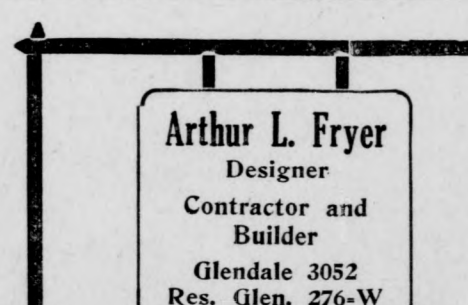 Arthur L. Fryer
Designer
Contractor and
Builder
Glendale 3052
Res. Glen. 276=W